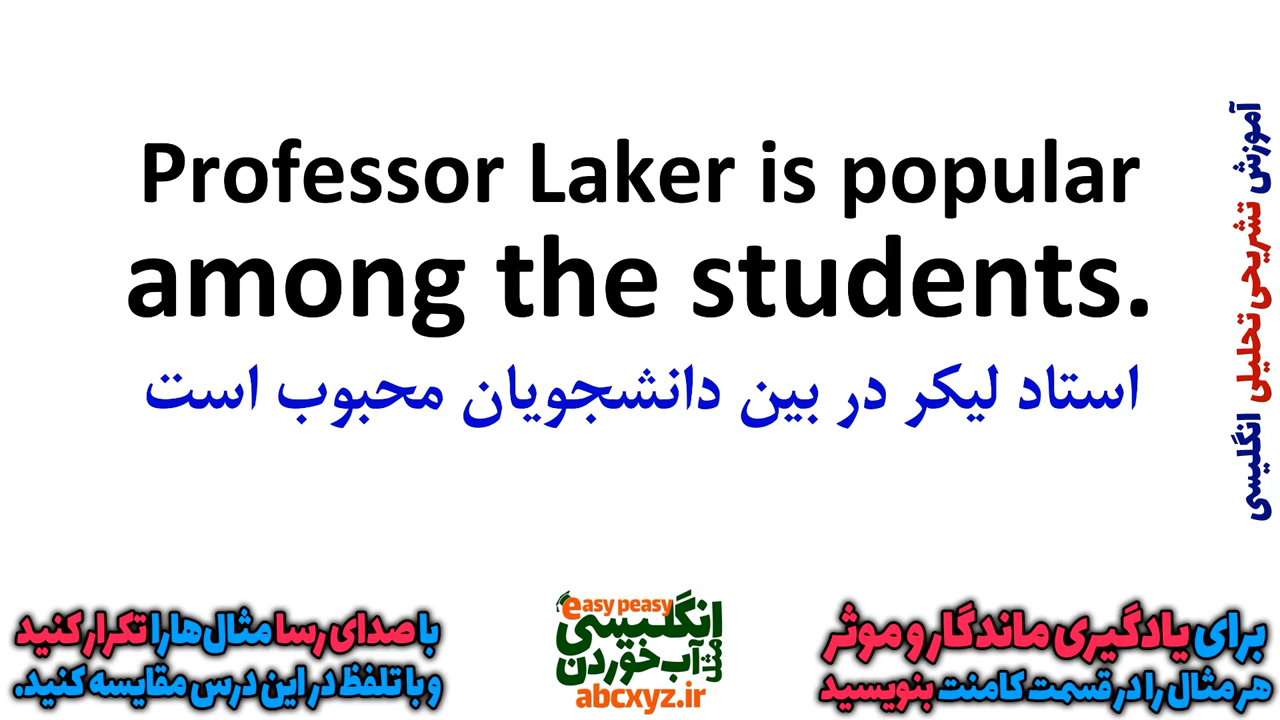 Professor Laker is popular
among the students.
استاد لیکر در بین دانشجویان محبوب است
آموزش تشریحی تحلیلی انگلیسی
برای یادگیری ماندگار و موثر
هر مثال را در قسمت کامنت بنویسید
easy peasy
انگلیسی
مثل آب خوردن
abcxyz.ir
با صدای رسا مثال‌ها را تکرار کنید
و با تلفظ در این درس مقایسه کنید.